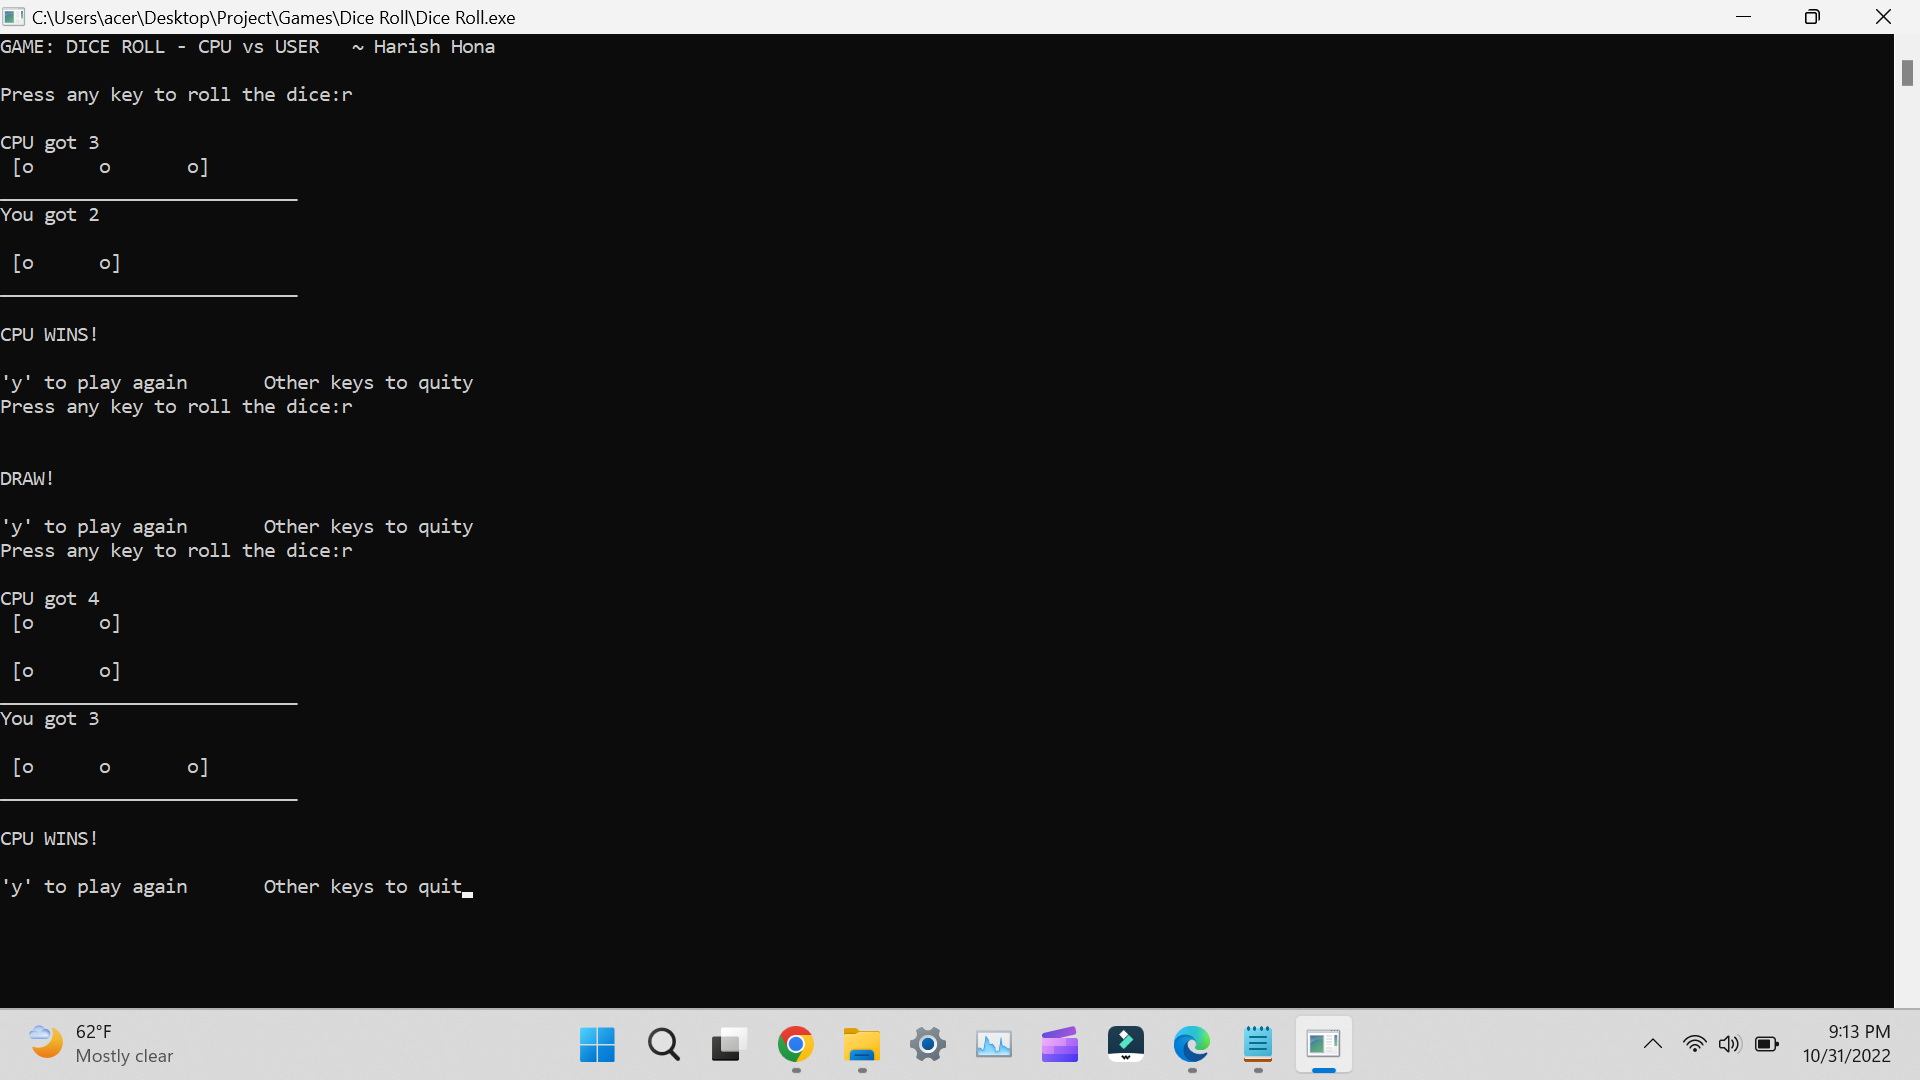 C:\Users\acer\Desktop\Project\Games\Dice Roll\Dice Roll.exe
GAME: DICE ROLL - CPU vs USER   ~ Harish Hona
Press any key to roll the dice:r
CPU got 3
[o      o       o]
You got 2
[o      o]
CPU WINS!
'y' to play again       Other keys to quity
Press any key to roll the dice:r
DRAW!
'y' to play again       Other keys to quity
Press any key to roll the dice:r
CPU got 4
[o      o]
[o      o]
You got 3
[o      o       o]
CPU WINS!
'y' to play again       Other keys to quit
62°F
Mostly clear
9:13 PM
10/31/2022